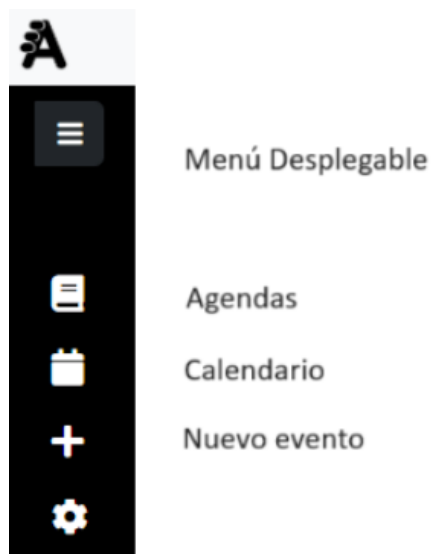 A
Menú Desplegable
Agendas
Calendario
Nuevo evento